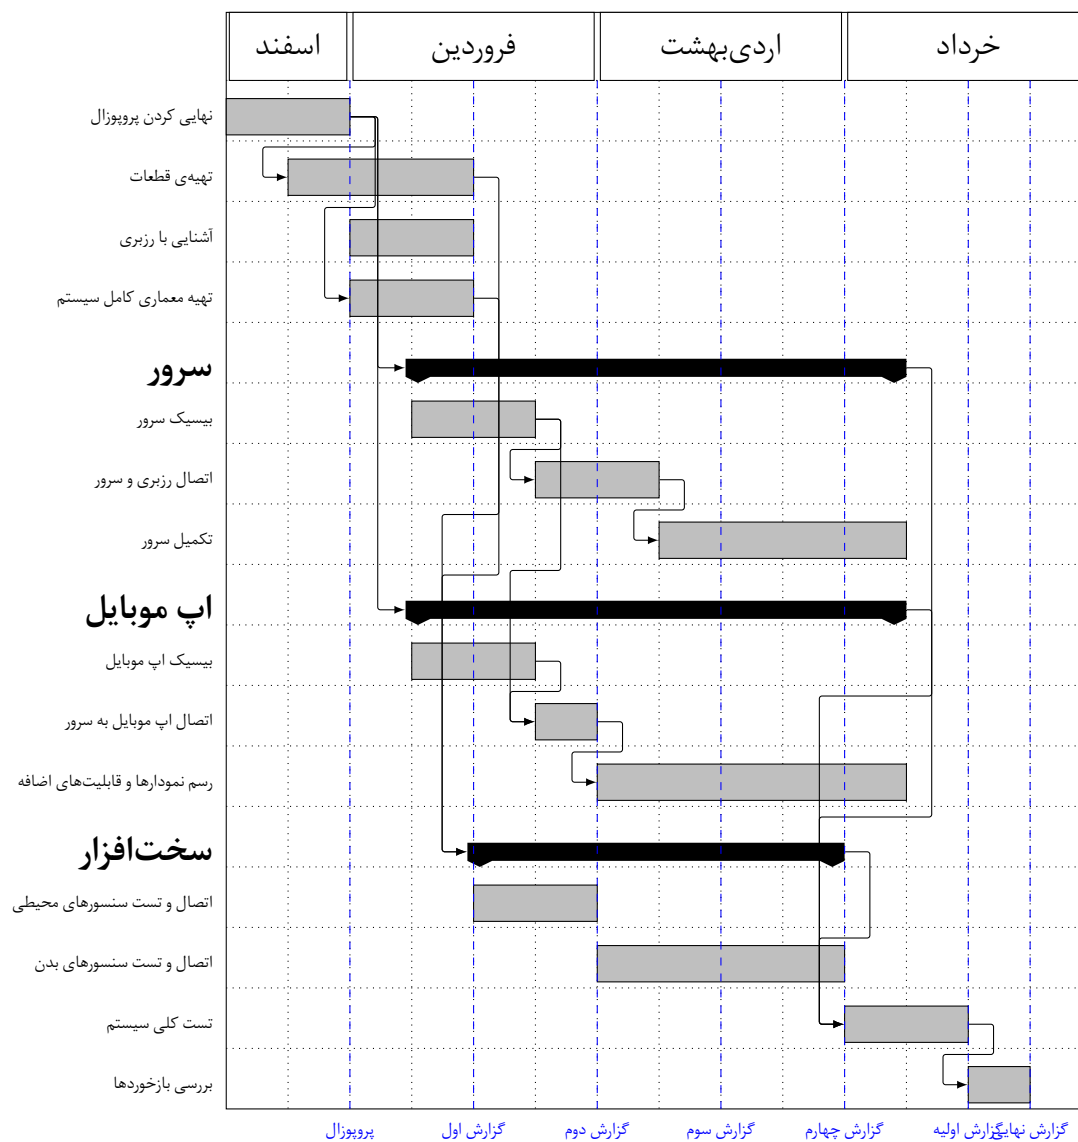 اسفند
فروردین
اردی‌بهشت
خرداد
نهایی کردن پروپوزال
تهیه‌ی قطعات
آشنایی با رزبری
تهیه معماری کامل سیستم
سرور
بیسیک سرور
اتصال رزبری و سرور
تکمیل سرور
اپ موبایل
بیسیک اپ موبایل
اتصال اپ موبایل به سرور
رسم نمودارها و قابلیت‌های اضافه
سخت‌افزار
اتصال و تست سنسورهای محیطی
اتصال و تست سنسورهای بدن
تست کلی سیستم
بررسی بازخوردها
پروپوزال
گزارش اول
گزارش دوم
گزارش سوم
گزارش چهارم
گزارش اولیه
گزارش نهایی